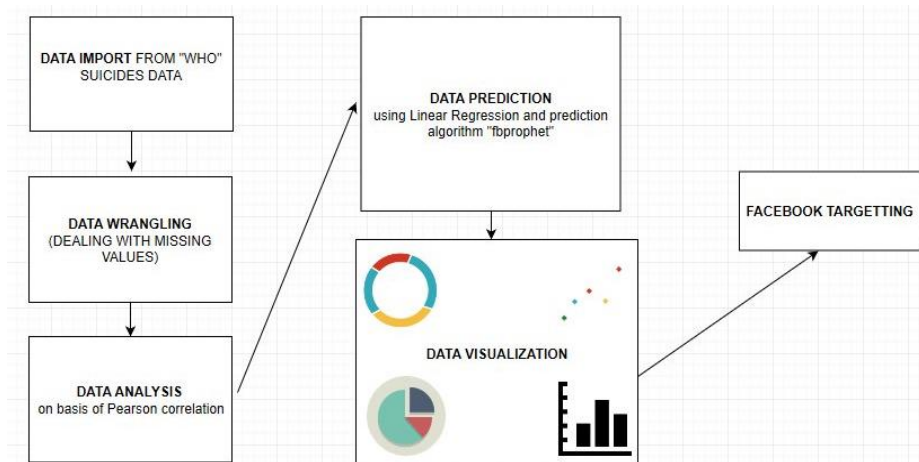 DATA IMPORT FROM "WHO"
SUICIDES DATA
DATA WRANGLING
(DEALING WITH MISSING
VALUES)
DATA ANALYSIS
on basis of Pearson correlation
DATA PREDICTION
using Linear Regression and prediction
algorithm "fbprophet"
DATA VISUALIZATION
FACEBOOK TARGETTING